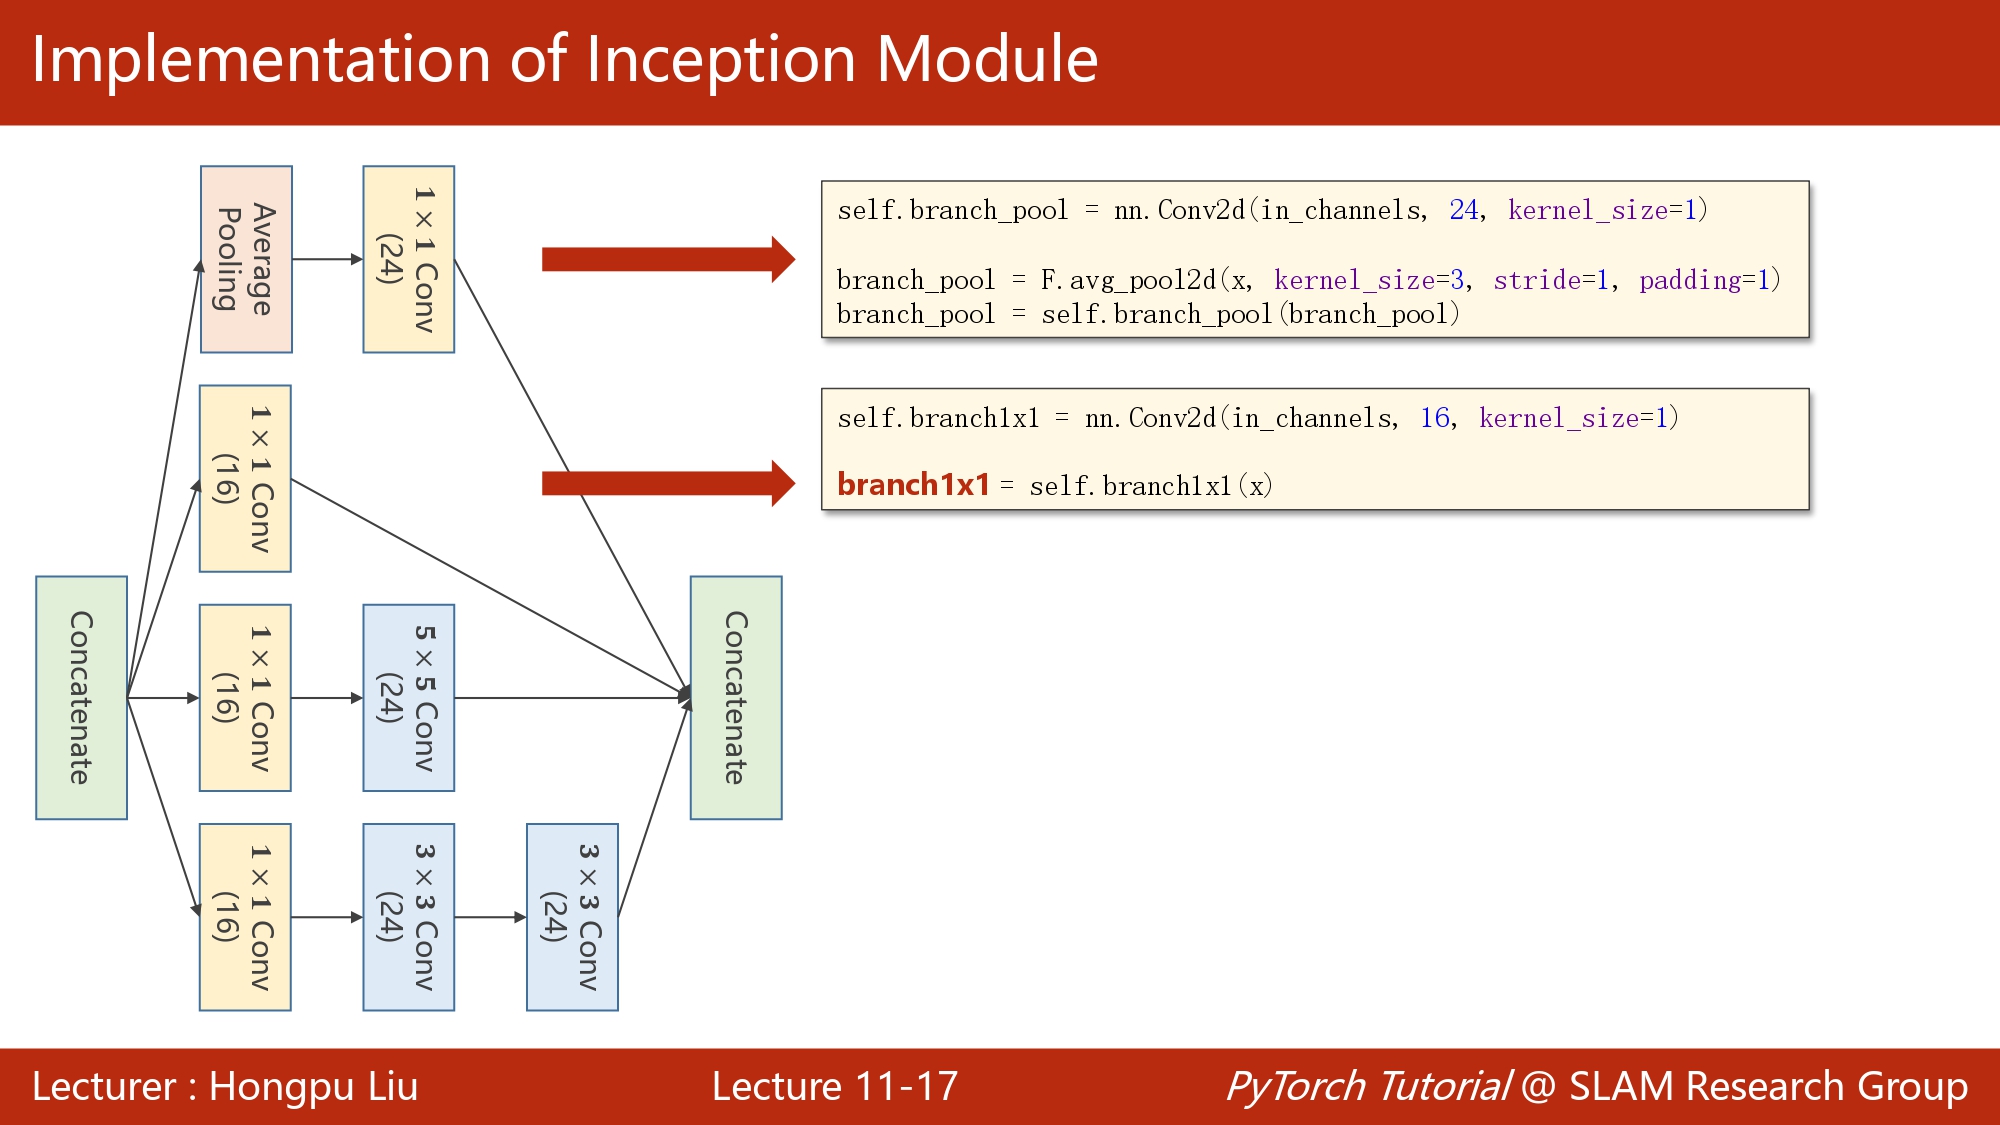 Implementation of Inception Module
Average
Pooling
1 × 1 Conv
(24)
self.branch_pool = nn.Conv2d(in_channels, 24, kernel_size=1)
branch_pool = F.avg_pool2d(x, kernel_size=3, stride=1, padding=1)
branch_pool = self.branch_pool(branch_pool)
1 × 1 Conv
(16)
self.branch1x1 = nn.Conv2d(in_channels, 16, kernel_size=1)
branch1x1 = self.branch1x1(x)
Concatenate
1 × 1 Conv
(16)
5 × 5 Conv
(24)
Concatenate
1 × 1 Conv
(16)
3 × 3 Conv
(24)
3 × 3 Conv
(24)
Lecturer : Hongpu Liu
Lecture 11-17
PyTorch Tutorial @ SLAM Research Group